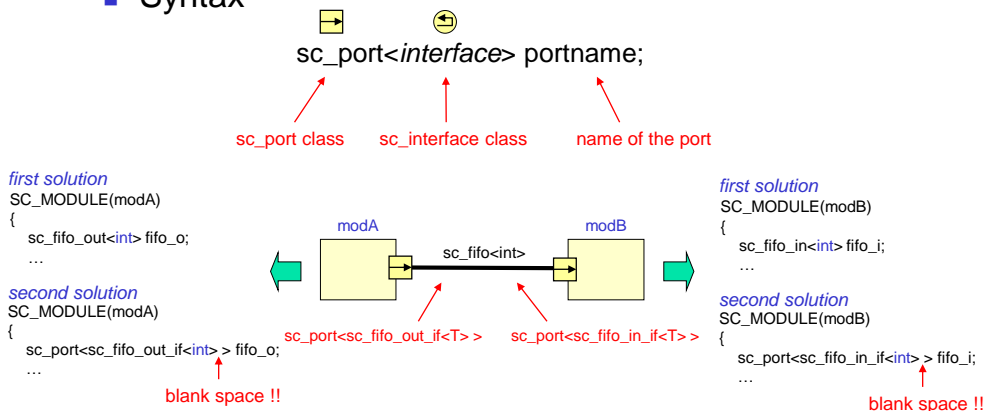 Syntax
sc_port<interface> portname;
sc_port class
sc_interface class
name of the port
first solution
SC_MODULE(modA)
{
sc_fifo_out<int> fifo_o;
…
second solution
SC_MODULE(modA)
{
sc_port<sc_fifo_out_if<int> > fifo_o;
…
blank space !!
modA
sc_fifo<int>
modB
sc_port<sc_fifo_out_if<T> >
sc_port<sc_fifo_in_if<T> >
first solution
SC_MODULE(modB)
{
sc_fifo_in<int> fifo_i;
…
second solution
SC_MODULE(modB)
{
sc_port<sc_fifo_in_if<int> > fifo_i;
…
blank space !!